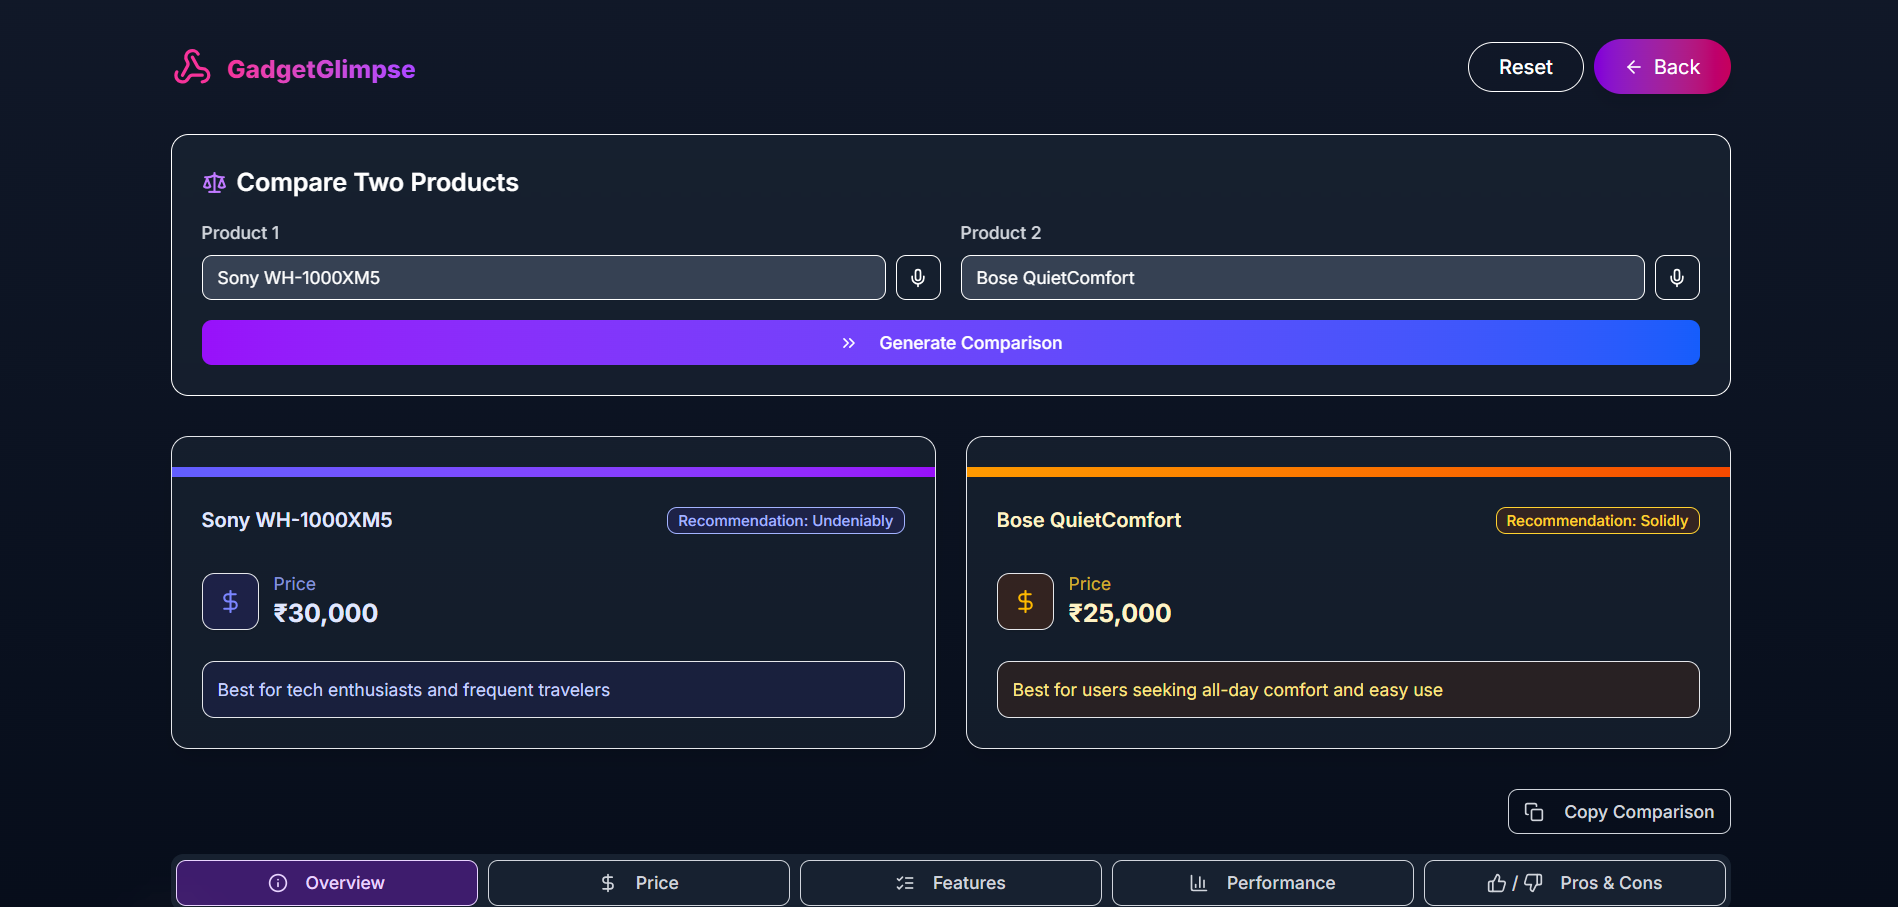 GadgetGlimpse
Reset
Back
Compare Two Products
Product 1
Product 2
Sony WH-1000XM5
Bose QuietComfort
Generate Comparison
Sony WH-1000XM5
Recommendation: Undeniably
Price
₹30,000
Best for tech enthusiasts and frequent travelers
Bose QuietComfort
Recommendation: Solidly
Price
₹25,000
Best for users seeking all-day comfort and easy use
Copy Comparison
Overview
Price
Features
Performance
Pros & Cons